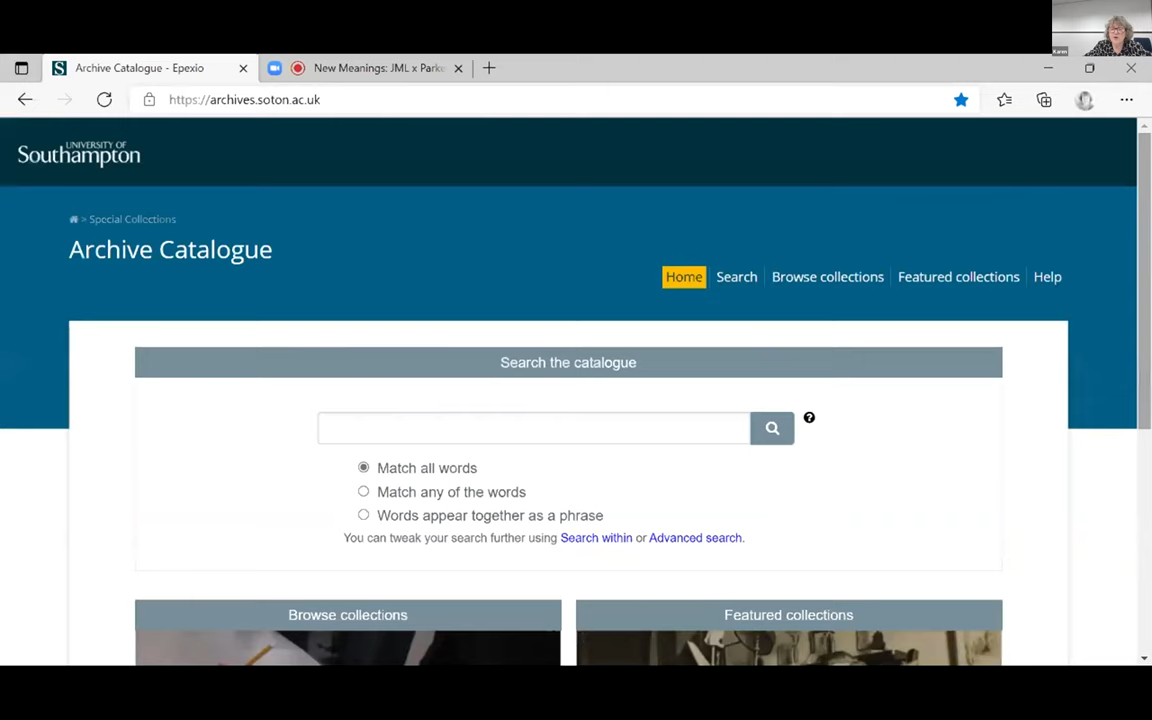 Karen
Archive Catalogue - Epexio
New Meanings: JML x Parke
https://archives.soton.ac.uk
UNIVERSITY OF
Southampton
> Special Collections
Archive Catalogue
Home Search Browse collections Featured collections Help
Search the catalogue
Match all words
Match any of the words
Words appear together as a phrase
You can tweak your search further using Search within or Advanced search.
Browse collections Featured collections